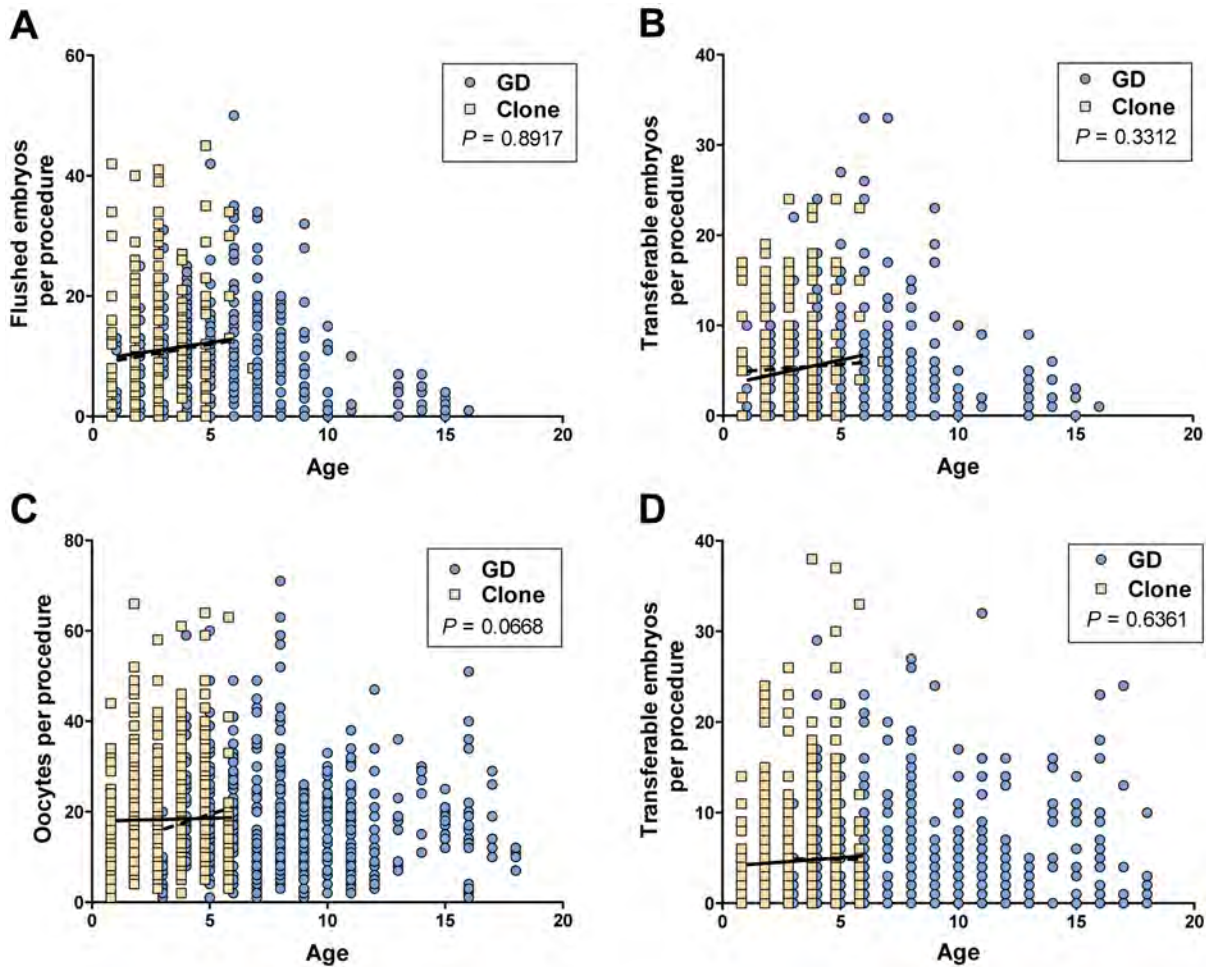 A
Flushed embryos
per procedure
60
40
20
0
0 5 10 15 20
Age
GD
Clone
P = 0.8917
B
Transferable embryos
per procedure
40
30
20
10
0
0 5 10 15 20
Age
GD
Clone
P = 0.3312
C
Oocytes per procedure
80
60
40
20
0
0 5 10 15 20
Age
GD
Clone
P = 0.0668
D
Transferable embryos
per procedure
40
30
20
10
0
0 5 10 15 20
Age
GD
Clone
P = 0.6361